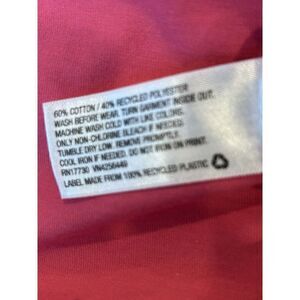 60% COTTON / 40% RECYCLED POLYESTER
WASH BEFORE WEAR. TURN GARMENT INSIDE OUT.
MACHINE WASH COLD WITH LIKE COLORS.
ONLY NON-CHLORINE BLEACH IF NEEDED.
TUMBLE DRY LOW. REMOVE PROMPTLY.
COOL IRON IF NEEDED. DO NOT IRON ON PRINT.
RN17730 VN4256449
LABEL MADE FROM 100% RECYCLED PLASTIC